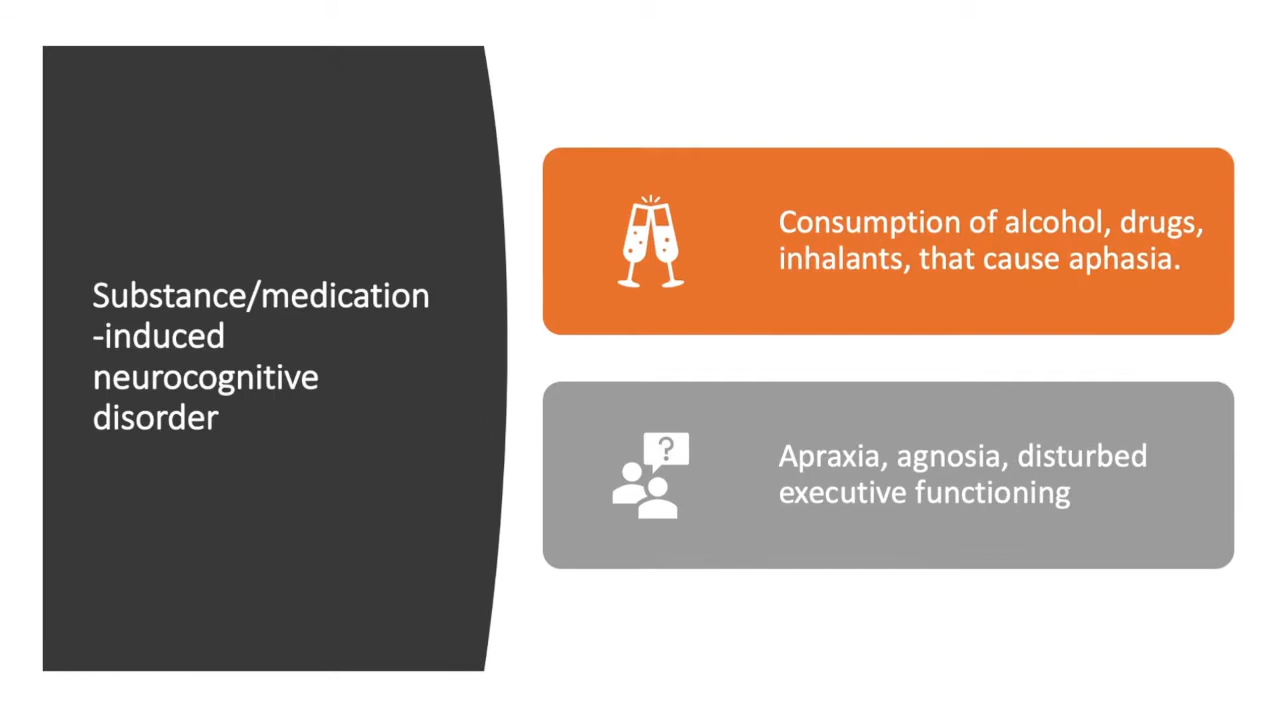 Substance/medication
-induced
neurocognitive
disorder
Consumption of alcohol, drugs,
inhalants, that cause aphasia.
?
Apraxia, agnosia, disturbed
executive functioning